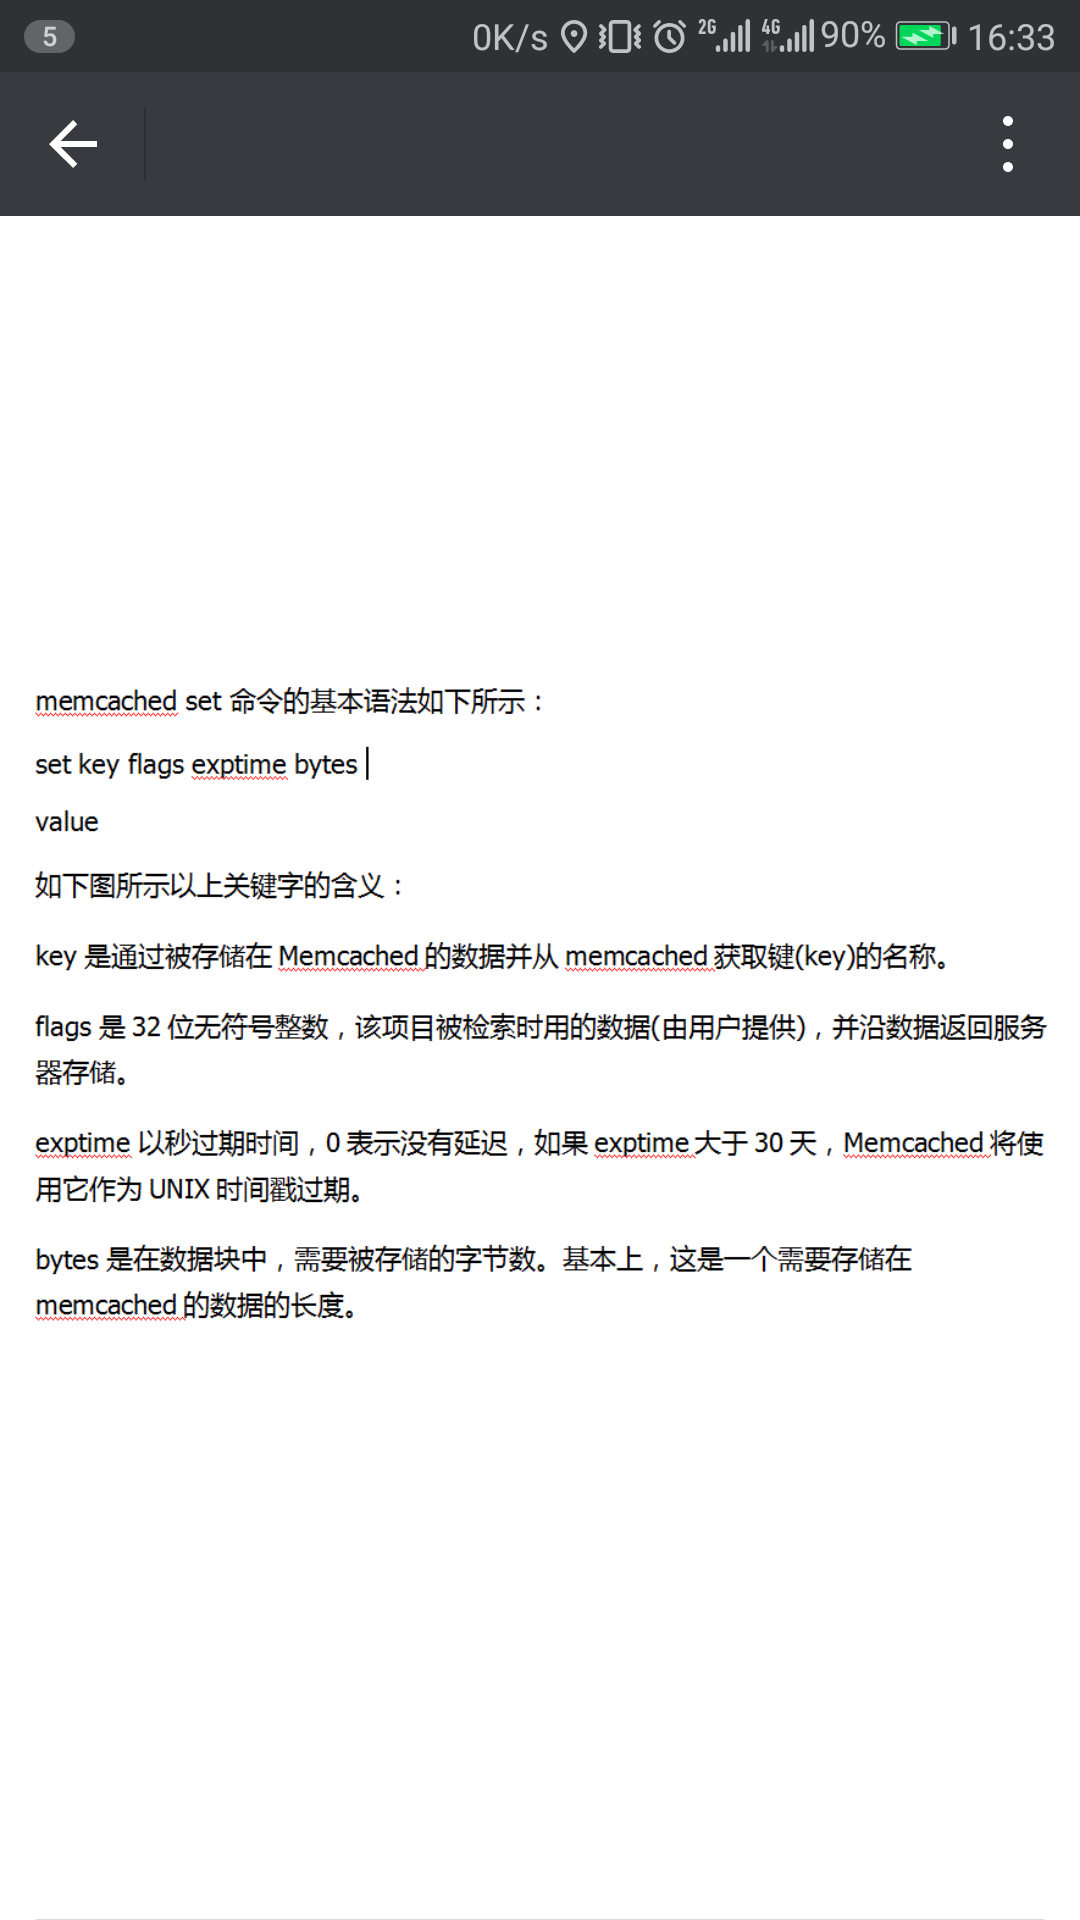 5
0K/s 2G 4G 90% 16:33
memcached set 命令的基本语法如下所示：
set key flags exptime bytes
value
如下图所示以上关键字的含义：
key 是通过被存储在 Memcached 的数据并从 memcached 获取键(key)的名称。
flags 是 32 位无符号整数，该项目被检索时用的数据(由用户提供)，并沿数据返回服务
器存储。
exptime 以秒过期时间，0 表示没有延迟，如果 exptime 大于 30 天，Memcached 将使
用它作为 UNIX 时间戳过期。
bytes 是在数据块中，需要被存储的字节数。基本上，这是一个需要存储在
memcached 的数据的长度。